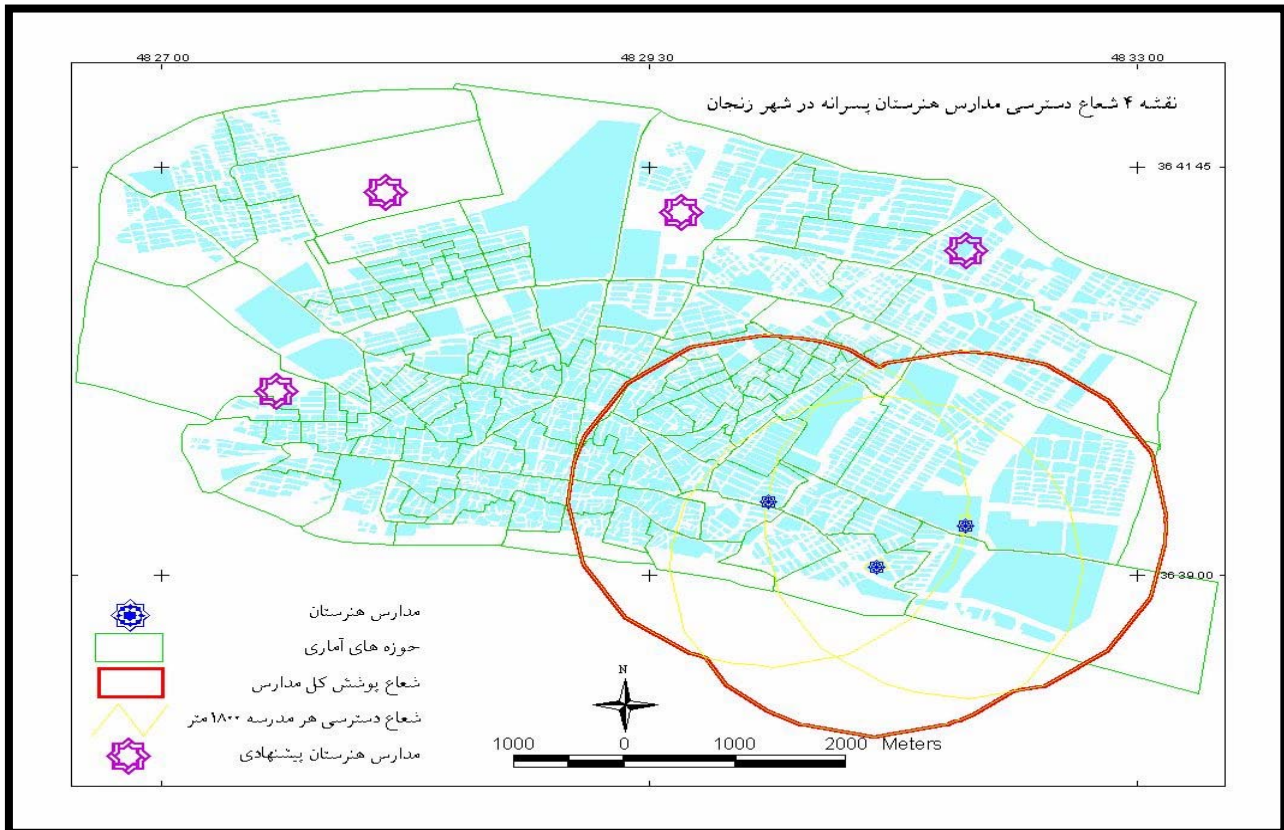 48 27 00
48 29 30
48 33 00
نقشه ۴ شعاع دسترسی مدارس هنرستان پسرانه در شهر زنجان
36 41 45
36 39 00
مدارس هنرستان
حوزه های آماری
شعاع پوشش کل مدارس
شعاع دسترسی هر مدرسه ۱۸۰۰ متر
مدارس هنرستان پیشنهادی
N
1000 0 1000 2000 Meters